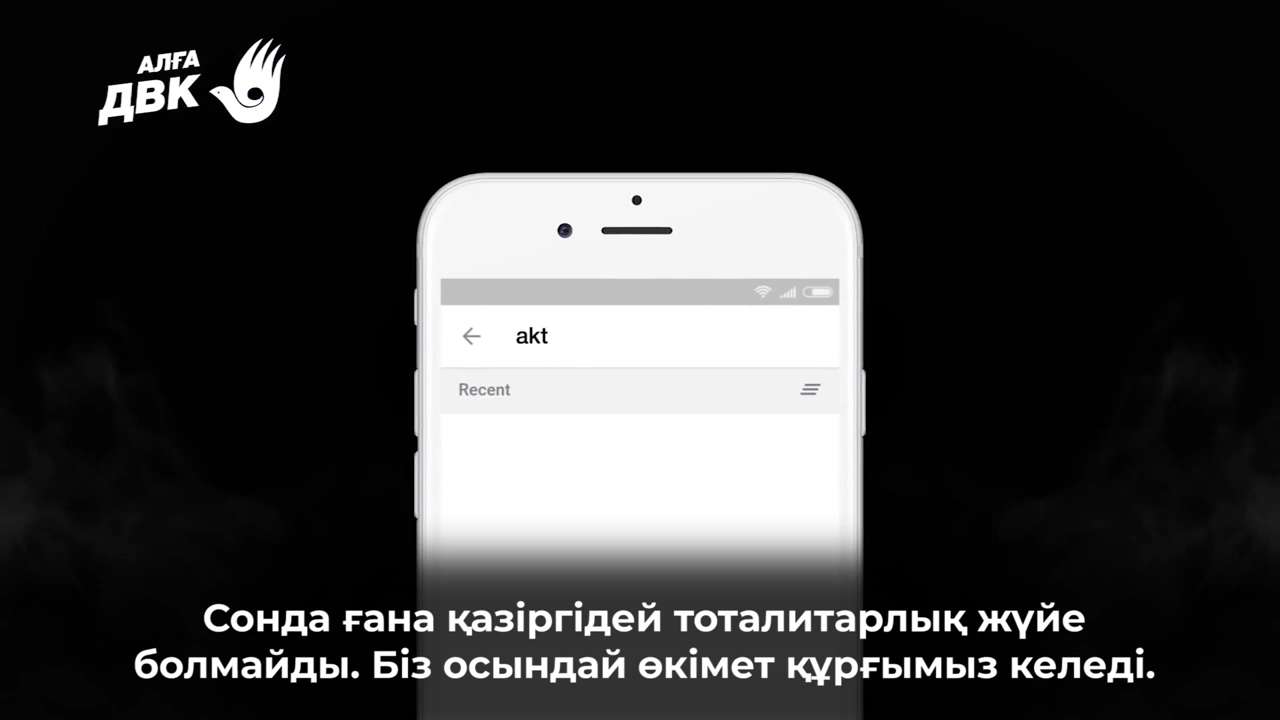 АЛҒА
ДВК
akt
Recent
Сонда ғана қазіргідей тоталитарлық жүйе
болмайды. Біз осындай өкімет құрғымыз келеді.